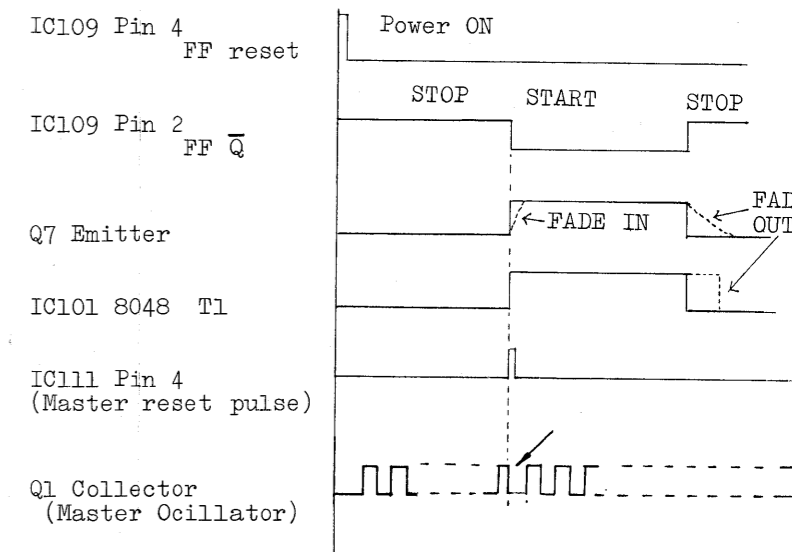 IC109 Pin 4
FF reset
Power ON
STOP
START
STOP
IC109 Pin 2
FF Q̅
Q7 Emitter
FADE IN
FAD
OUT
IC101 8048 T1
IC111 Pin 4
(Master reset pulse)
Q1 Collector
(Master Ocillator)